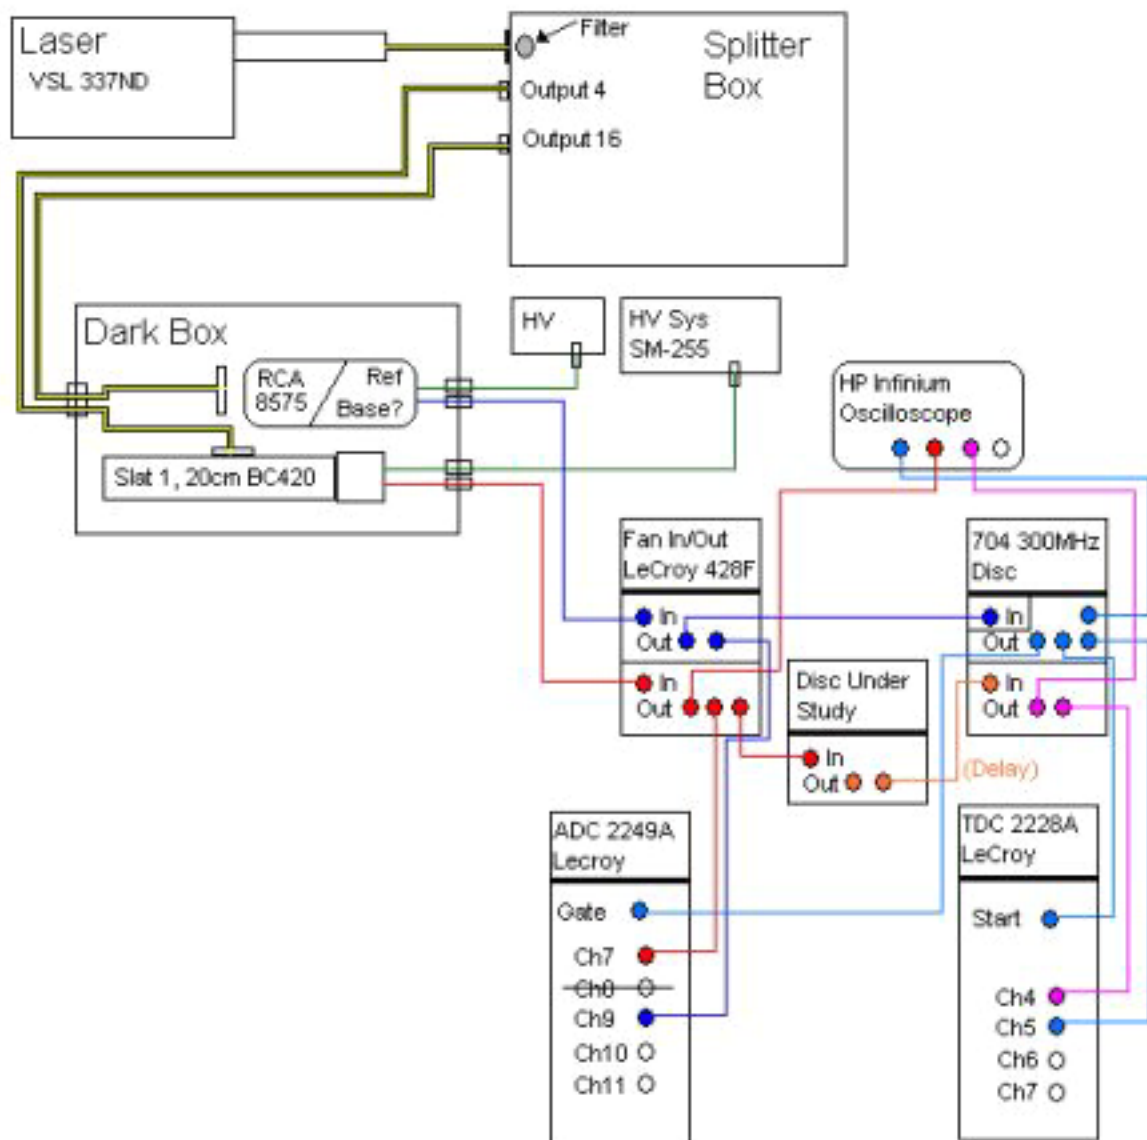 Laser
VSL 337ND
Filter
Splitter
Box
Output 4
Output 16
Dark Box
RCA
8575
Ref
Base?
Slat 1, 20cm BC420
HV
HV Sys
SM-255
HP Infinium
Oscilloscope
Fan In/Out
LeCroy 428F
In
Out
In
Out
704 300MHz
Disc
In
Out
In
Out
Disc Under
Study
In
Out
(Delay)
ADC 2249A
Lecroy
Gate
Ch7
Ch8
Ch9
Ch10
Ch11
TDC 2228A
LeCroy
Start
Ch4
Ch5
Ch6
Ch7